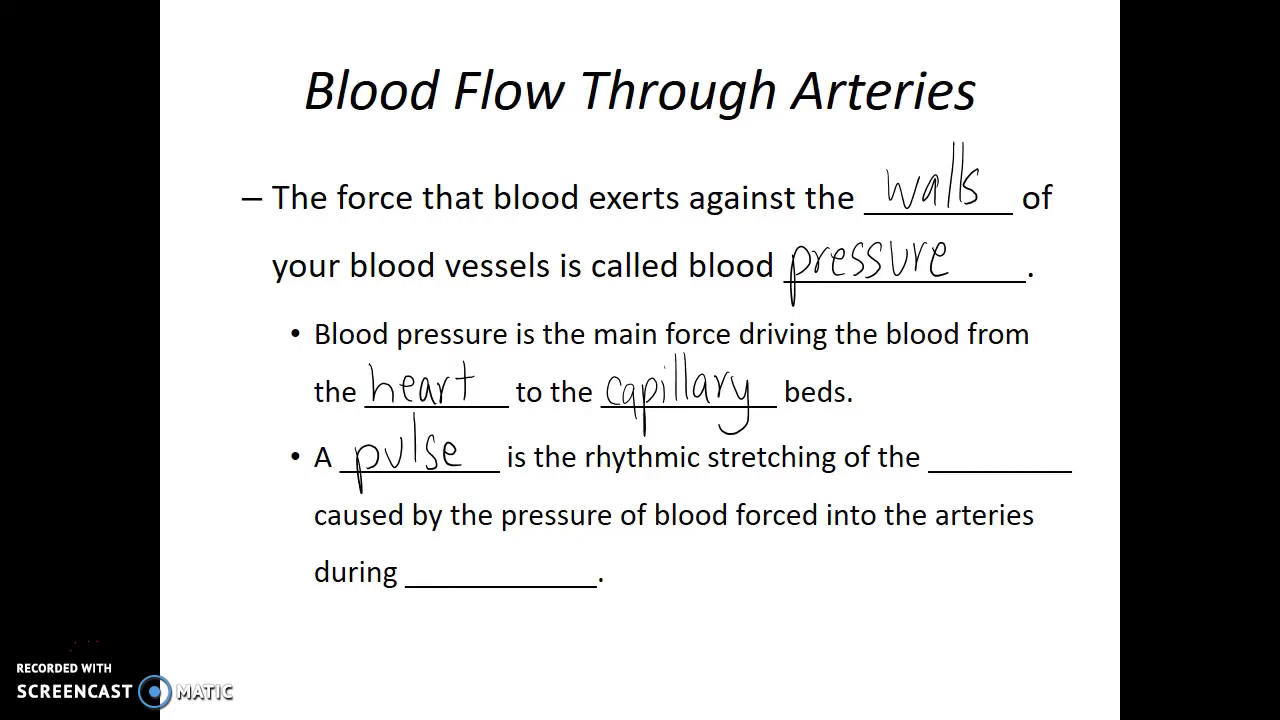 Blood Flow Through Arteries
– The force that blood exerts against the walls of
your blood vessels is called blood pressure.
• Blood pressure is the main force driving the blood from
the heart to the capillary beds.
• A pulse is the rhythmic stretching of the __________
caused by the pressure of blood forced into the arteries
during _____________.
RECORDED WITH
SCREENCAST MATIC